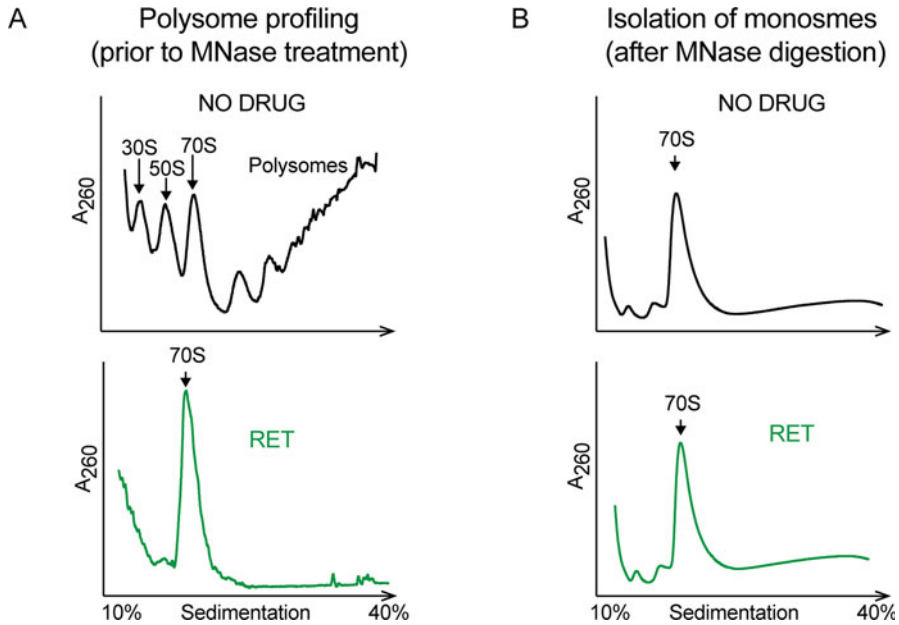 A
Polysome profiling
(prior to MNase treatment)
NO DRUG
30S
50S
70S
Polysomes
A260
70S
RET
A260
10%
Sedimentation
40%
B
Isolation of monosmes
(after MNase digestion)
NO DRUG
70S
A260
70S
RET
A260
10%
Sedimentation
40%